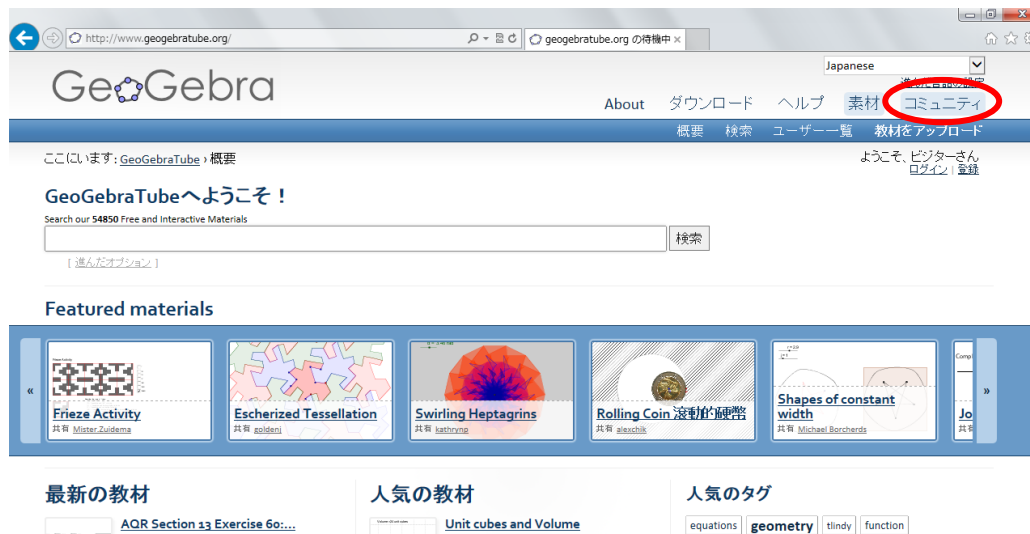 http://www.geogebratube.org/
geogebratube.org の待機中 ×
GeoGebra
Japanese
About ダウンロード ヘルプ 素材 コミュニティ
概要 検索 ユーザー一覧 教材をアップロード
ここにいます: GeoGebraTube › 概要
ようこそ、ビジターさん
ログイン | 登録
GeoGebraTubeへようこそ！
Search our 54850 Free and Interactive Materials
検索
[ 進んだオプション ]
Featured materials
«
Frieze Activity
共有 Mister.Zuidema
Escherized Tessellation
共有 goldenj
Swirling Heptagrins
共有 kathrynp
Rolling Coin 滾動的硬幣
共有 alexchik
Shapes of constant
width
共有 Michael Borcherds
Jo
共有
»
最新の教材
人気の教材
人気のタグ
AQR Section 13 Exercise 60:...
Unit cubes and Volume
equations geometry tlindy function